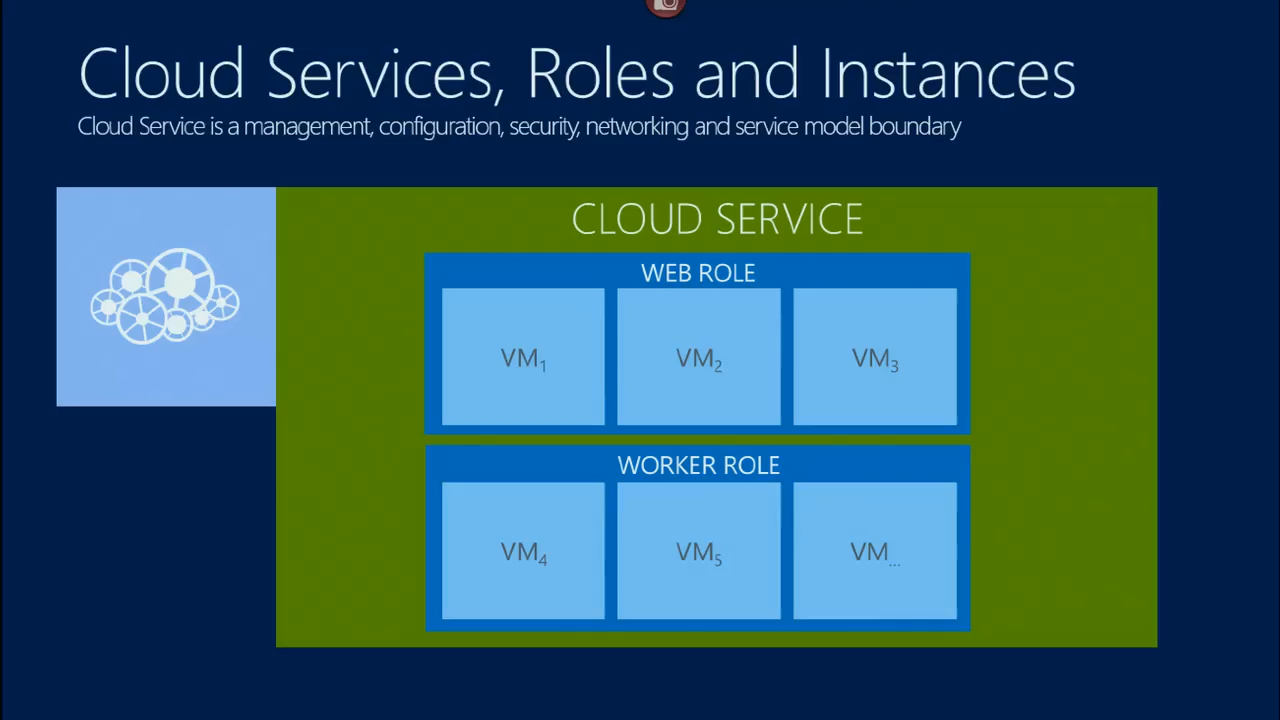 Cloud Services, Roles and Instances
Cloud Service is a management, configuration, security, networking and service model boundary
CLOUD SERVICE
WEB ROLE
VM₁ VM₂ VM₃
WORKER ROLE
VM₄ VM₅ VM...